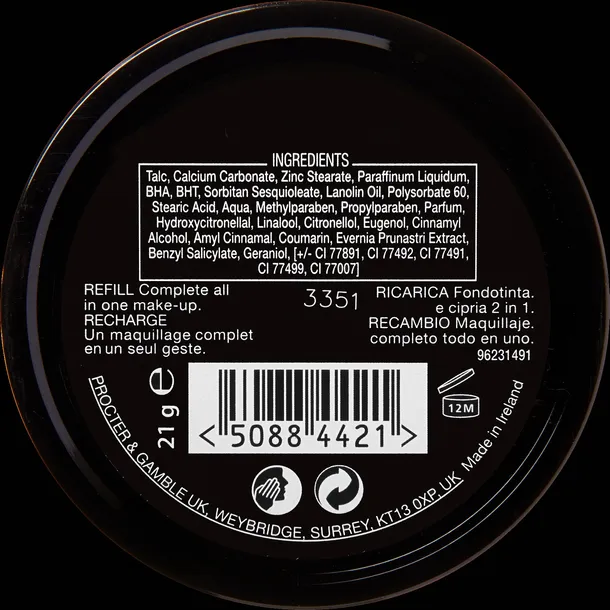 INGREDIENTS
Talc, Calcium Carbonate, Zinc Stearate, Paraffinum Liquidum,
BHA, BHT, Sorbitan Sesquioleate, Lanolin Oil, Polysorbate 60,
Stearic Acid, Aqua, Methylparaben, Propylparaben, Parfum,
Hydroxycitronellal, Linalool, Citronellol, Eugenol, Cinnamyl
Alcohol, Amyl Cinnamal, Coumarin, Evernia Prunastri Extract,
Benzyl Salicylate, Geraniol, [+/- CI 77891, CI 77492, CI 77491,
CI 77499, CI 77007]
REFILL Complete all
in one make-up.
RECHARGE
Un maquillage complet
en un seul geste.
3351
RICARICA Fondotinta.
e cipria 2 in 1.
RECAMBIO Maquillaje.
completo todo en uno.
96231491
21 g e
<5088 4421>
12M
PROCTER & GAMBLE UK, WEYBRIDGE, SURREY, KT13 0XP, UK Made in Ireland